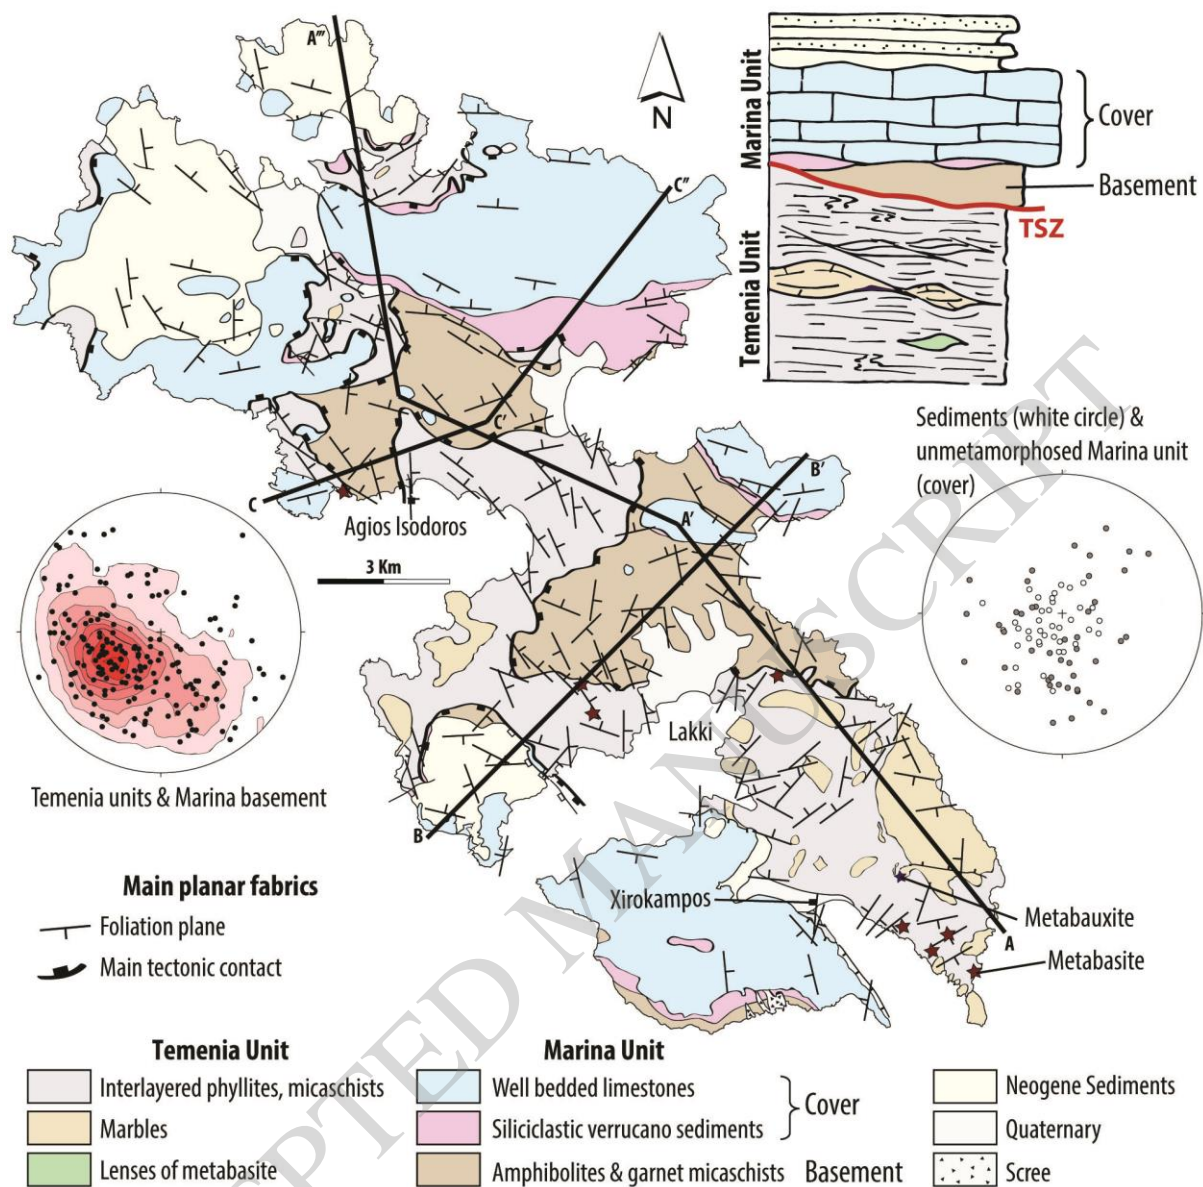 A'''
N
Marina Unit
Cover
Basement
TSZ
Temenia Unit
C''
C'
C
Agios Isodoros
3 Km
B'
A'
Sediments (white circle) &
unmetamorphosed Marina unit
(cover)
Temenia units & Marina basement
Lakki
B
Xirokampos
Metabauxite
A
Metabasite
Main planar fabrics
Foliation plane
Main tectonic contact
Temenia Unit
Interlayered phyllites, micaschists
Marbles
Lenses of metabasite
Marina Unit
Well bedded limestones
Siliciclastic verrucano sediments
Cover
Amphibolites & garnet micaschists
Basement
Neogene Sediments
Quaternary
Scree
PTED MANUSCRIPT